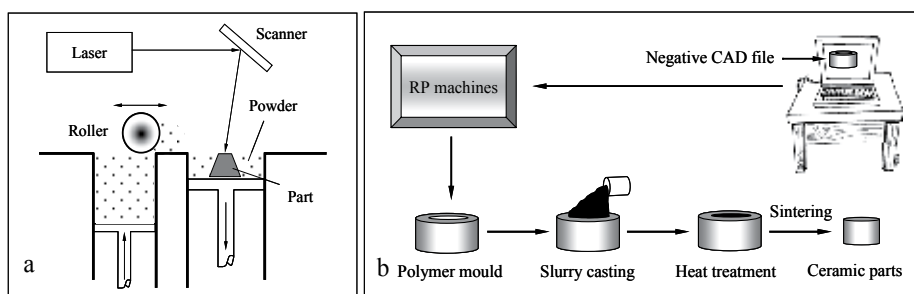 Laser
Scanner
Roller
Powder
Part
a
Negative CAD file
RP machines
Sintering
Polymer mould
Slurry casting
Heat treatment
Ceramic parts
b